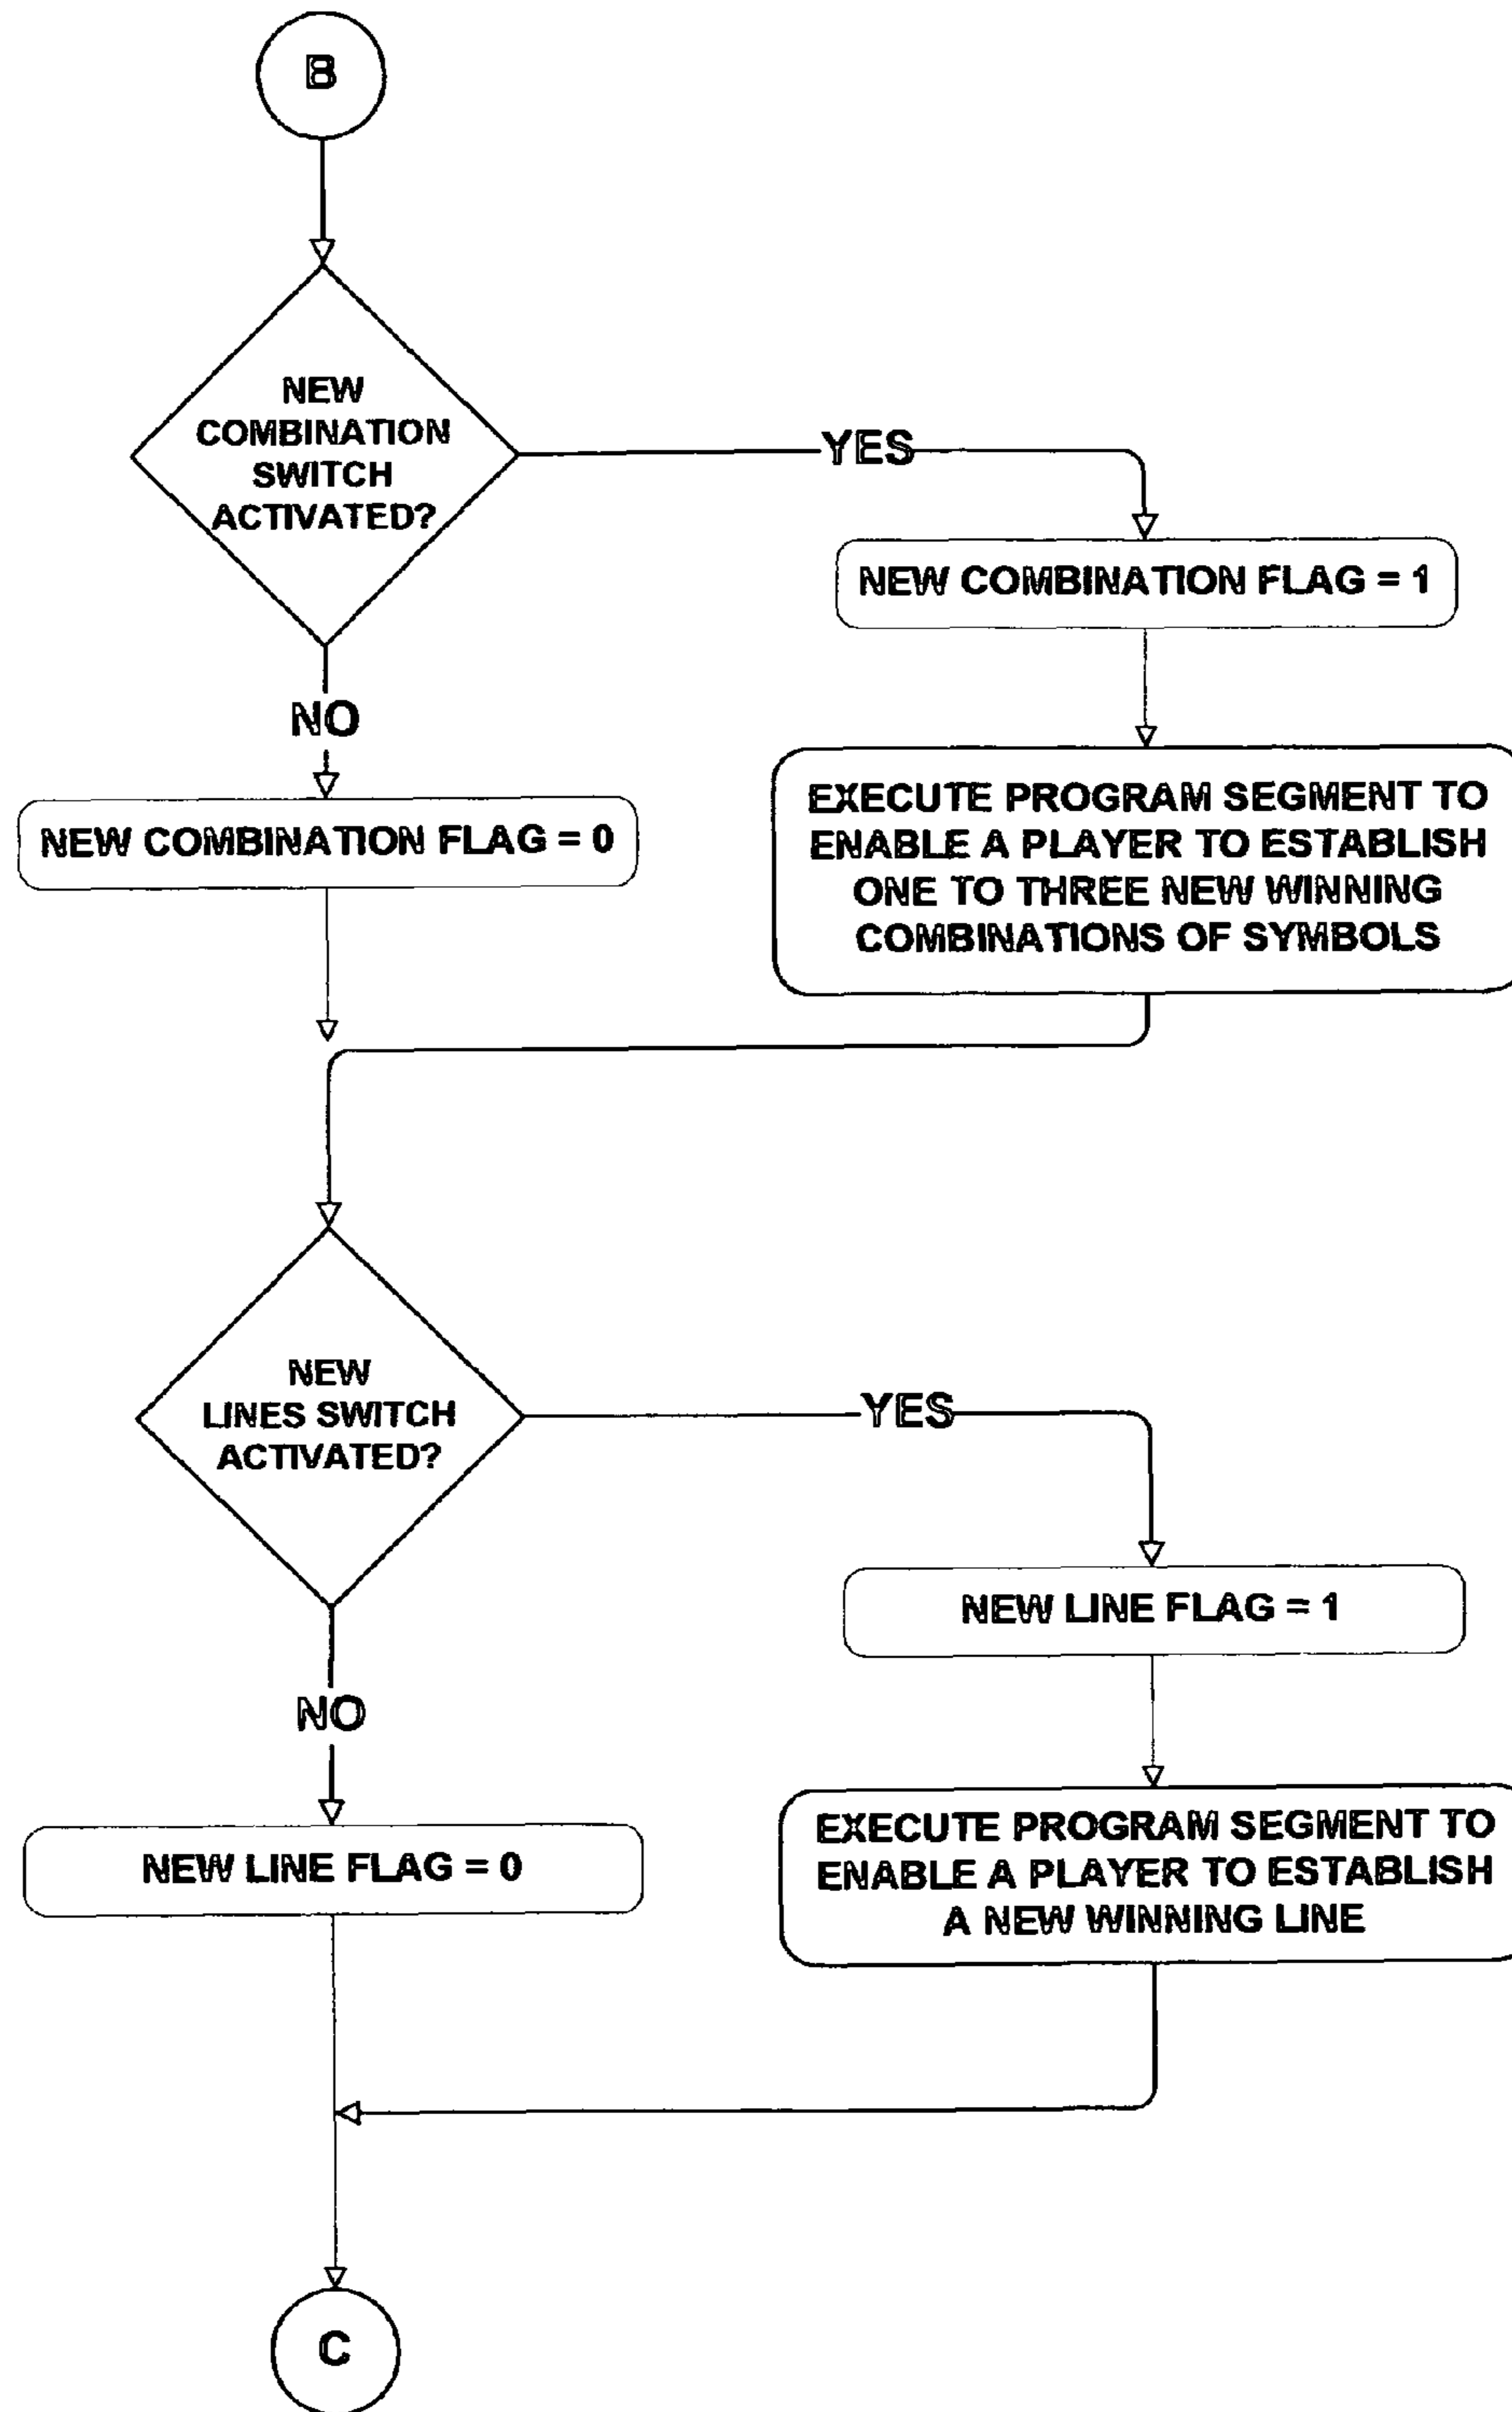 B
NEW
COMBINATION
SWITCH
ACTIVATED?
YES
NEW COMBINATION FLAG = 1
NO
NEW COMBINATION FLAG = 0
EXECUTE PROGRAM SEGMENT TO
ENABLE A PLAYER TO ESTABLISH
ONE TO THREE NEW WINNING
COMBINATIONS OF SYMBOLS
NEW
LINES SWITCH
ACTIVATED?
YES
NEW LINE FLAG = 1
NO
NEW LINE FLAG = 0
EXECUTE PROGRAM SEGMENT TO
ENABLE A PLAYER TO ESTABLISH
A NEW WINNING LINE
C